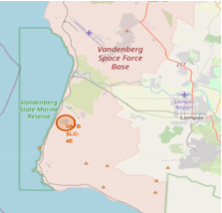 Vandenberg
Space Force
Base
Vandenberg
State Marine
Reserve
SLC-
4E
Lompoc
Airport
Lompoc